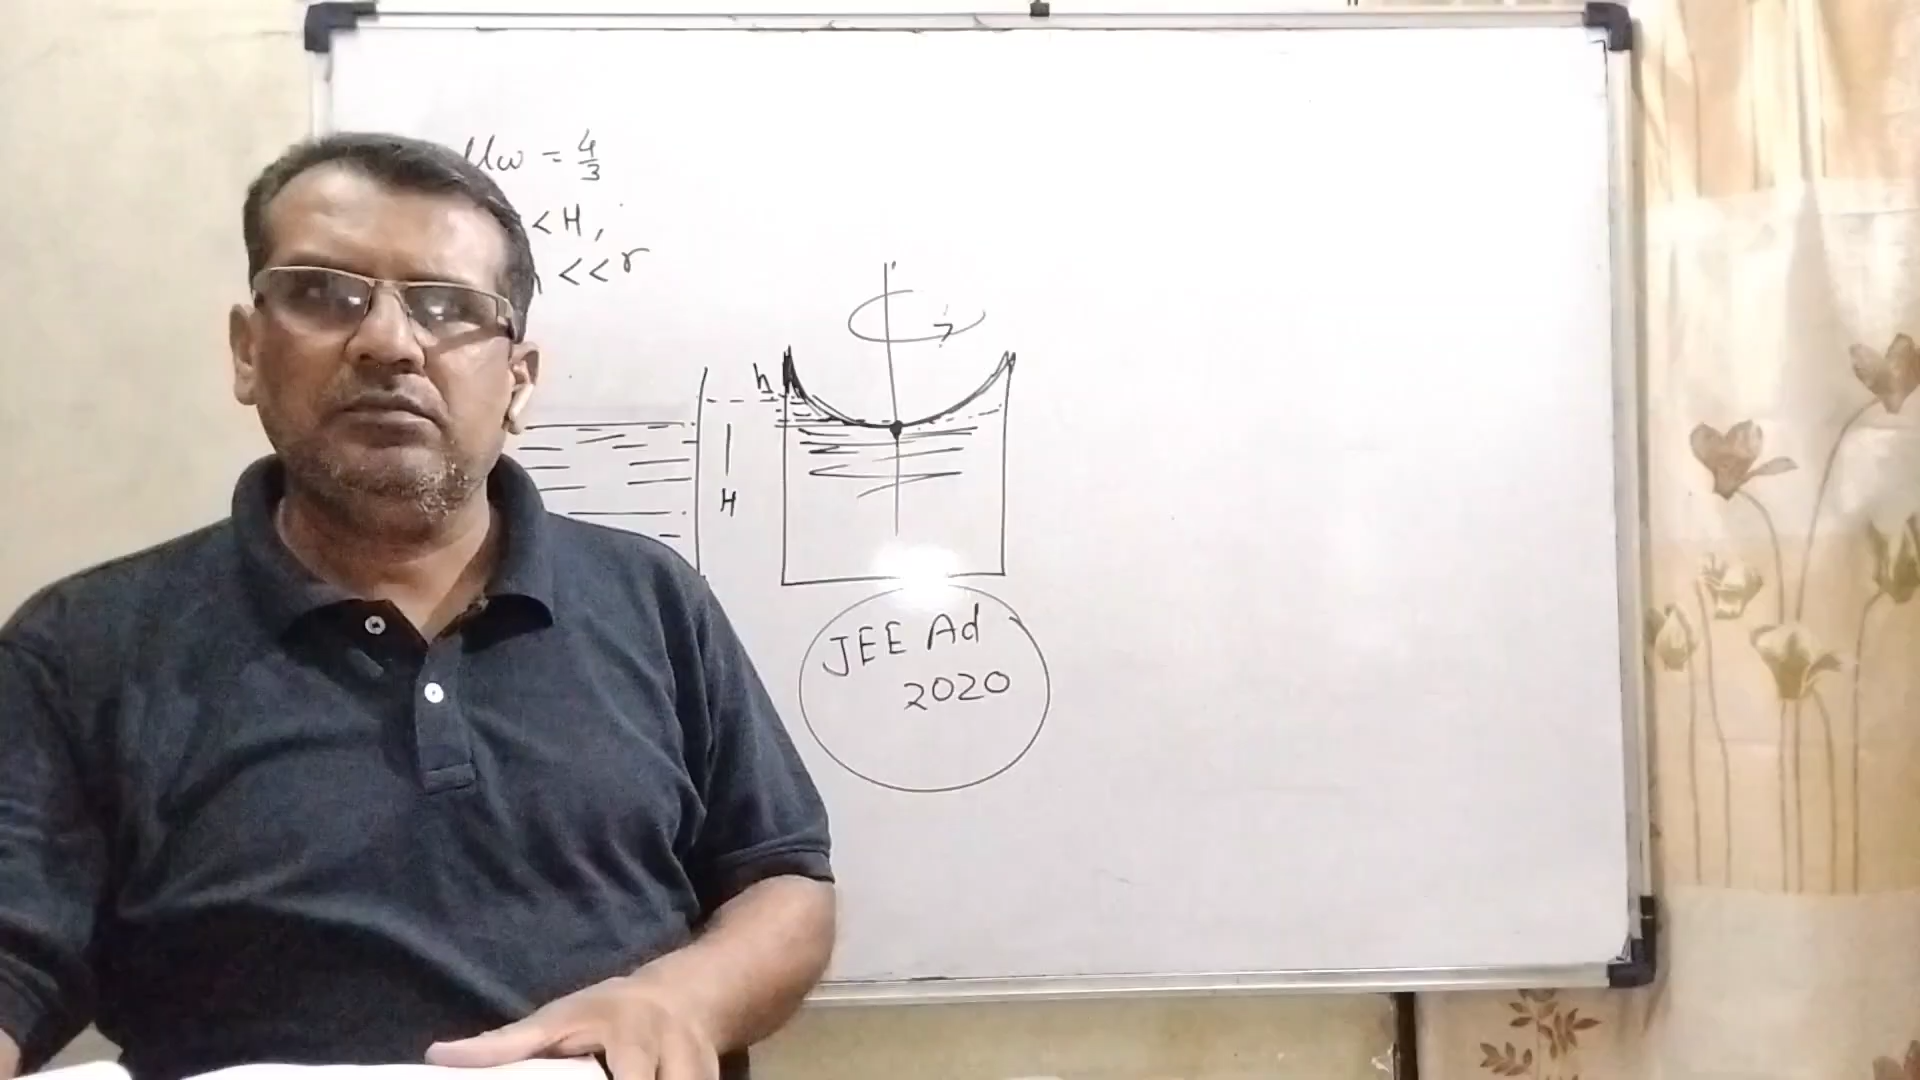 μω = 4/3
< H,
<< r
h
H
JEE Ad
2020